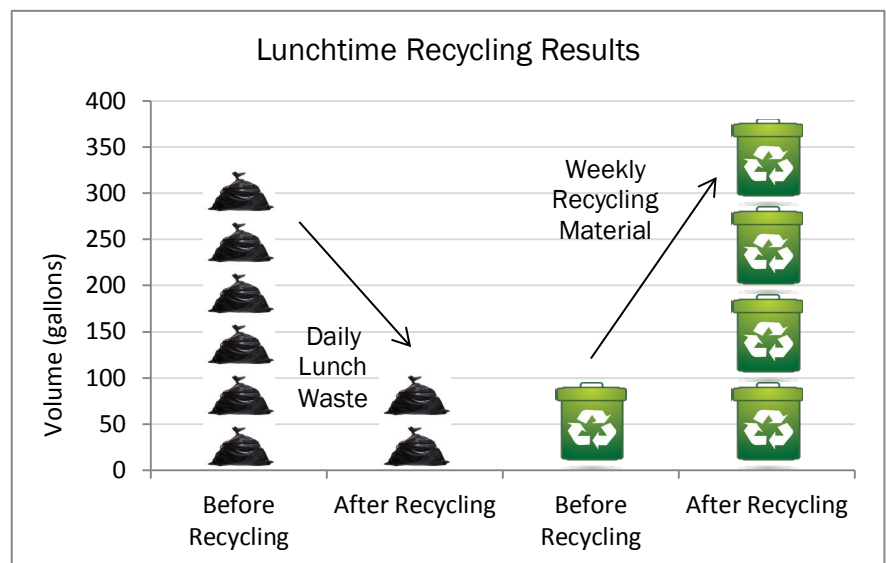 Lunchtime Recycling Results
Volume (gallons)
400
350
300
250
200
150
100
50
0
Daily
Lunch
Waste
Weekly
Recycling
Material
Before
Recycling
After Recycling
Before
Recycling
After Recycling